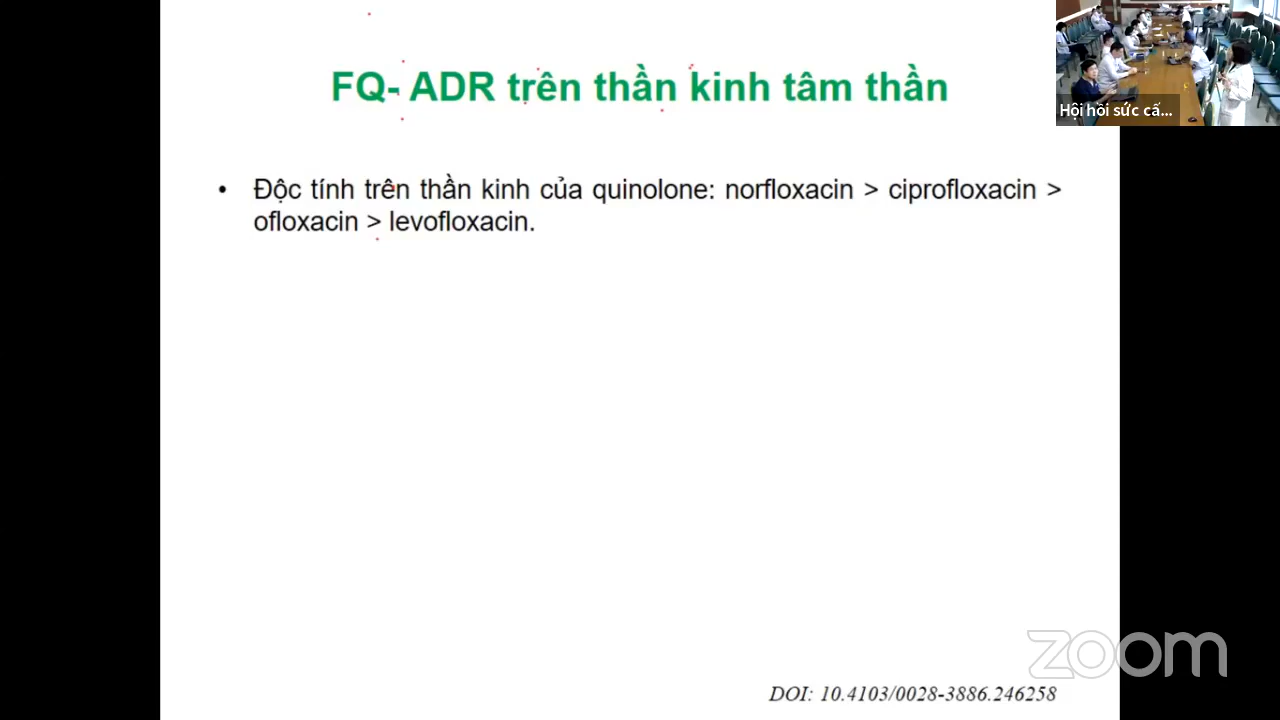 FQ- ADR trên thần kinh tâm thần
Hội hồi sức cấ...
• Độc tính trên thần kinh của quinolone: norfloxacin > ciprofloxacin >
ofloxacin > levofloxacin.
zoom
DOI: 10.4103/0028-3886.246258